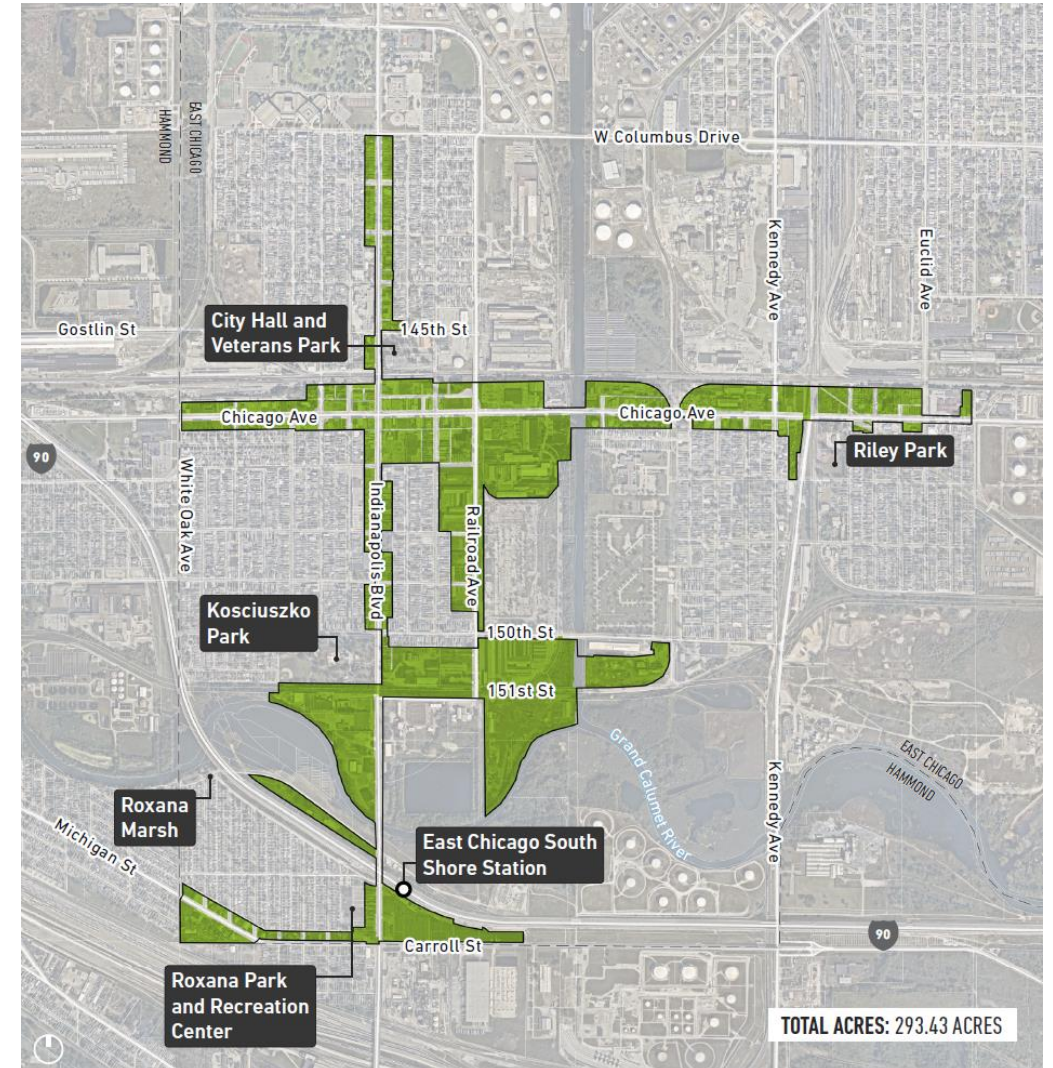 W Columbus Drive
HAMMOND
EAST CHICAGO
Kennedy Ave
Euclid Ave
Gostlin St
City Hall and
Veterans Park
145th St
Chicago Ave
Chicago Ave
Riley Park
90
White Oak Ave
Indianapolis Blvd
Railroad Ave
Kosciuszko
Park
150th St
151st St
Grand Calumet River
EAST CHICAGO
HAMMOND
Roxana
Marsh
Michigan St
East Chicago South
Shore Station
Kennedy Ave
90
Carroll St
Roxana Park
and Recreation
Center
TOTAL ACRES: 293.43 ACRES